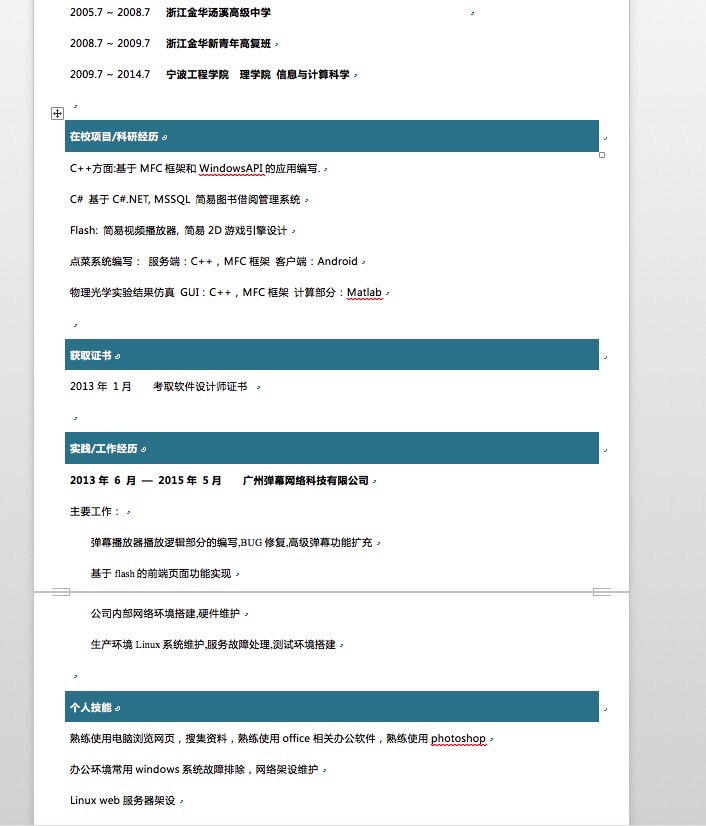 2005.7 ~ 2008.7 浙江金华汤溪高级中学
2008.7 ~ 2009.7 浙江金华新青年高复班
2009.7 ~ 2014.7 宁波工程学院 理学院 信息与计算科学
在校项目/科研经历
C++方面:基于 MFC 框架和 WindowsAPI 的应用编写.
C# 基于 C#.NET, MSSQL 简易图书借阅管理系统
Flash: 简易视频播放器, 简易 2D 游戏引擎设计
点菜系统编写： 服务端：C++，MFC 框架 客户端：Android
物理光学实验结果仿真 GUI：C++，MFC 框架 计算部分：Matlab
获取证书
2013 年 1 月 考取软件设计师证书
实践/工作经历
2013 年 6 月 — 2015 年 5 月 广州弹幕网络科技有限公司
主要工作：
弹幕播放器播放逻辑部分的编写,BUG 修复,高级弹幕功能扩充
基于 flash 的前端页面功能实现
公司内部网络环境搭建,硬件维护
生产环境 Linux 系统维护,服务故障处理,测试环境搭建
个人技能
熟练使用电脑浏览网页，搜集资料，熟练使用 office 相关办公软件，熟练使用 photoshop
办公环境常用 windows 系统故障排除，网络架设维护
Linux web 服务器架设